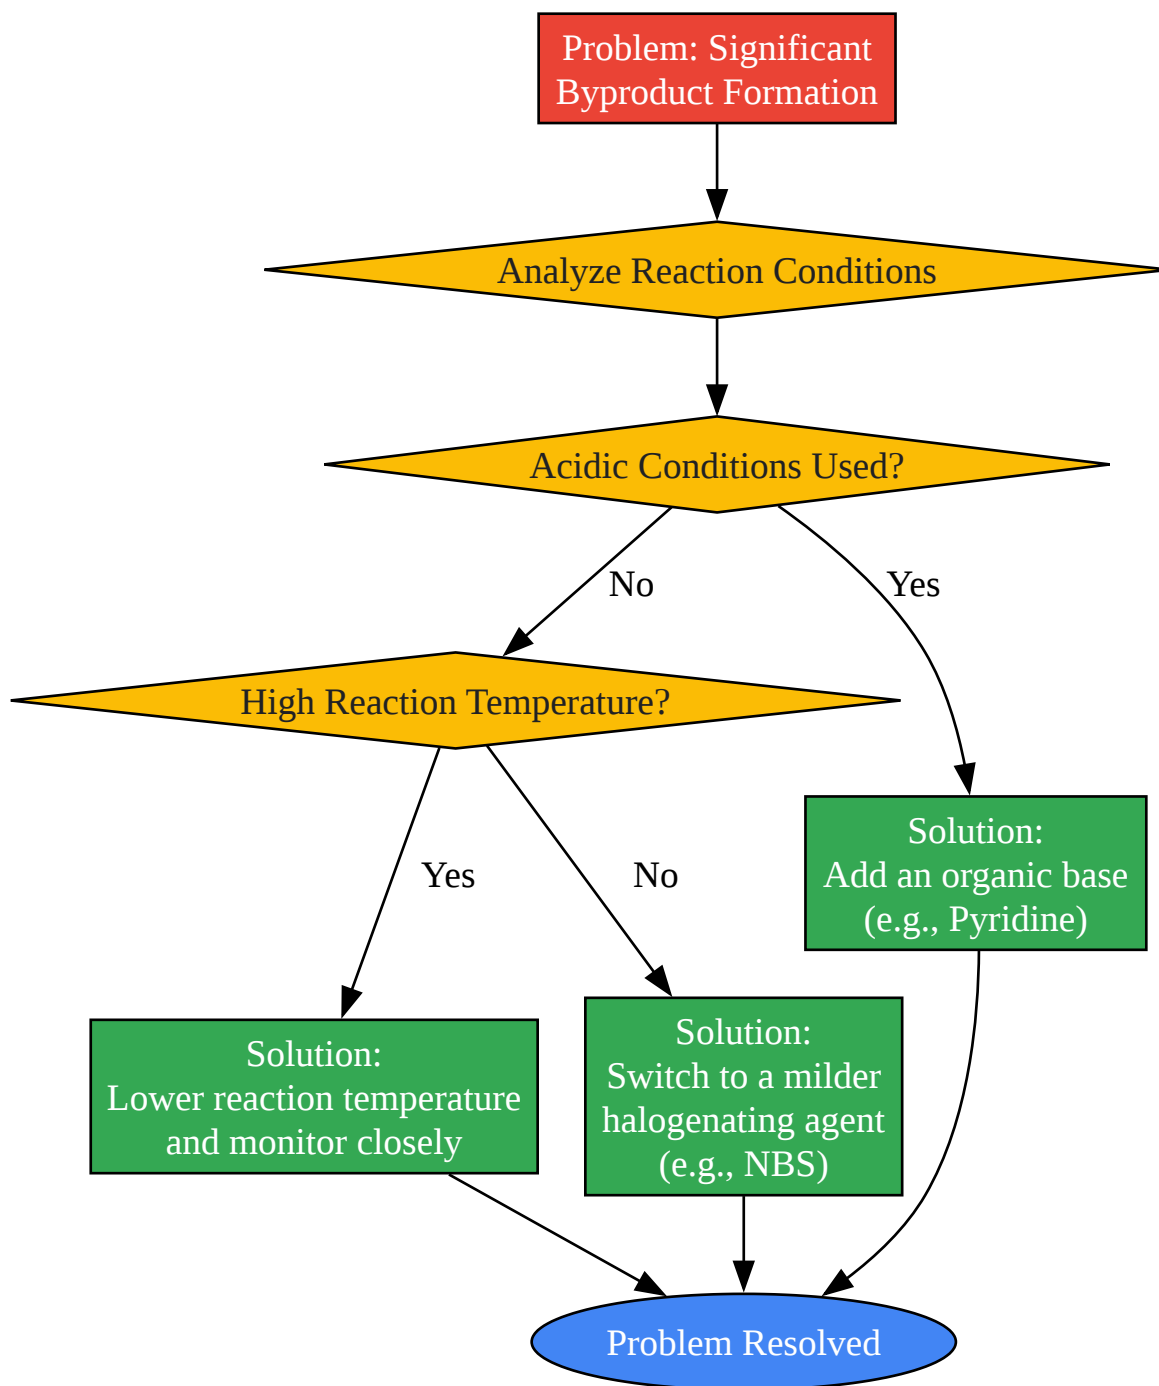 Problem: Significant
Byproduct Formation
Analyze Reaction Conditions
Acidic Conditions Used?
No
Yes
High Reaction Temperature?
Yes
No
Solution:
Add an organic base
(e.g., Pyridine)
Solution:
Lower reaction temperature
and monitor closely
Solution:
Switch to a milder
halogenating agent
(e.g., NBS)
Problem Resolved